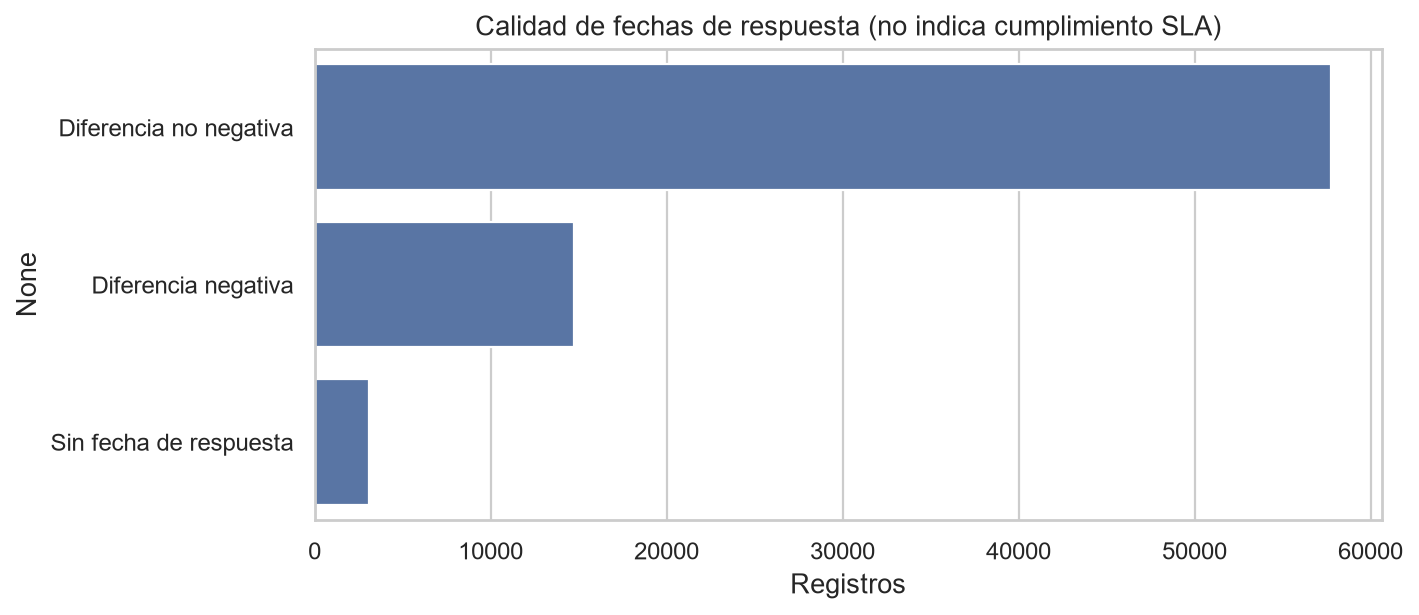 Calidad de fechas de respuesta (no indica cumplimiento SLA)
Diferencia no negativa
Diferencia negativa
Sin fecha de respuesta
None
0 10000 20000 30000 40000 50000 60000
Registros